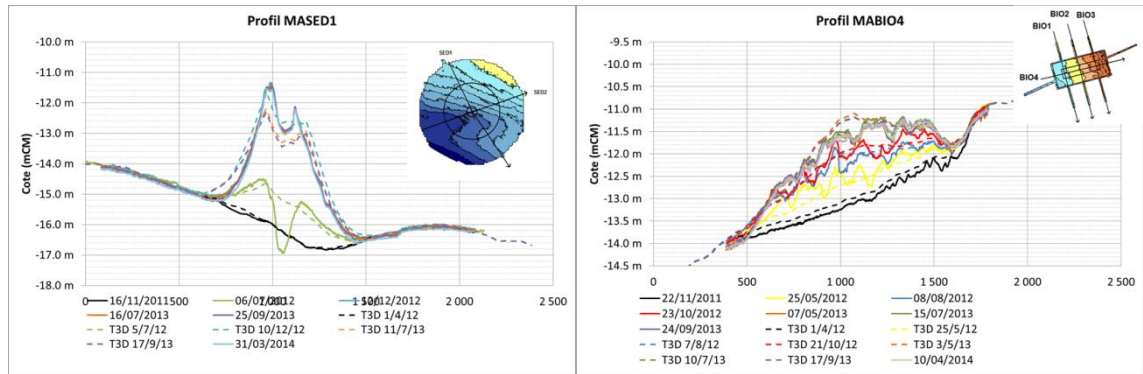 Profil MASED1
-10.0 m
-11.0 m
-12.0 m
-13.0 m
-14.0 m
-15.0 m
-16.0 m
-17.0 m
-18.0 m
Cote (mCM)
SED1
SED2
0 500 2 000 2 500
16/11/2011
16/07/2013 25/09/2013 T3D 1/4/12
T3D 5/7/12 T3D 10/12/12 T3D 11/7/13
T3D 17/9/13 31/03/2014
Profil MABIO4
-9.5 m
-10.0 m
-10.5 m
-11.0 m
-11.5 m
-12.0 m
-12.5 m
-13.0 m
-13.5 m
-14.0 m
-14.5 m
Cote (mCM)
BIO1
BIO2
BIO3
BIO4
0 500 1 000 1 500 2 000 2 500
22/11/2011 25/05/2012 08/08/2012
23/10/2012 07/05/2013 15/07/2013
24/09/2013 T3D 1/4/12 T3D 25/5/12
T3D 7/8/12 T3D 21/10/12 T3D 3/5/13
T3D 10/7/13 T3D 17/9/13 10/04/2014